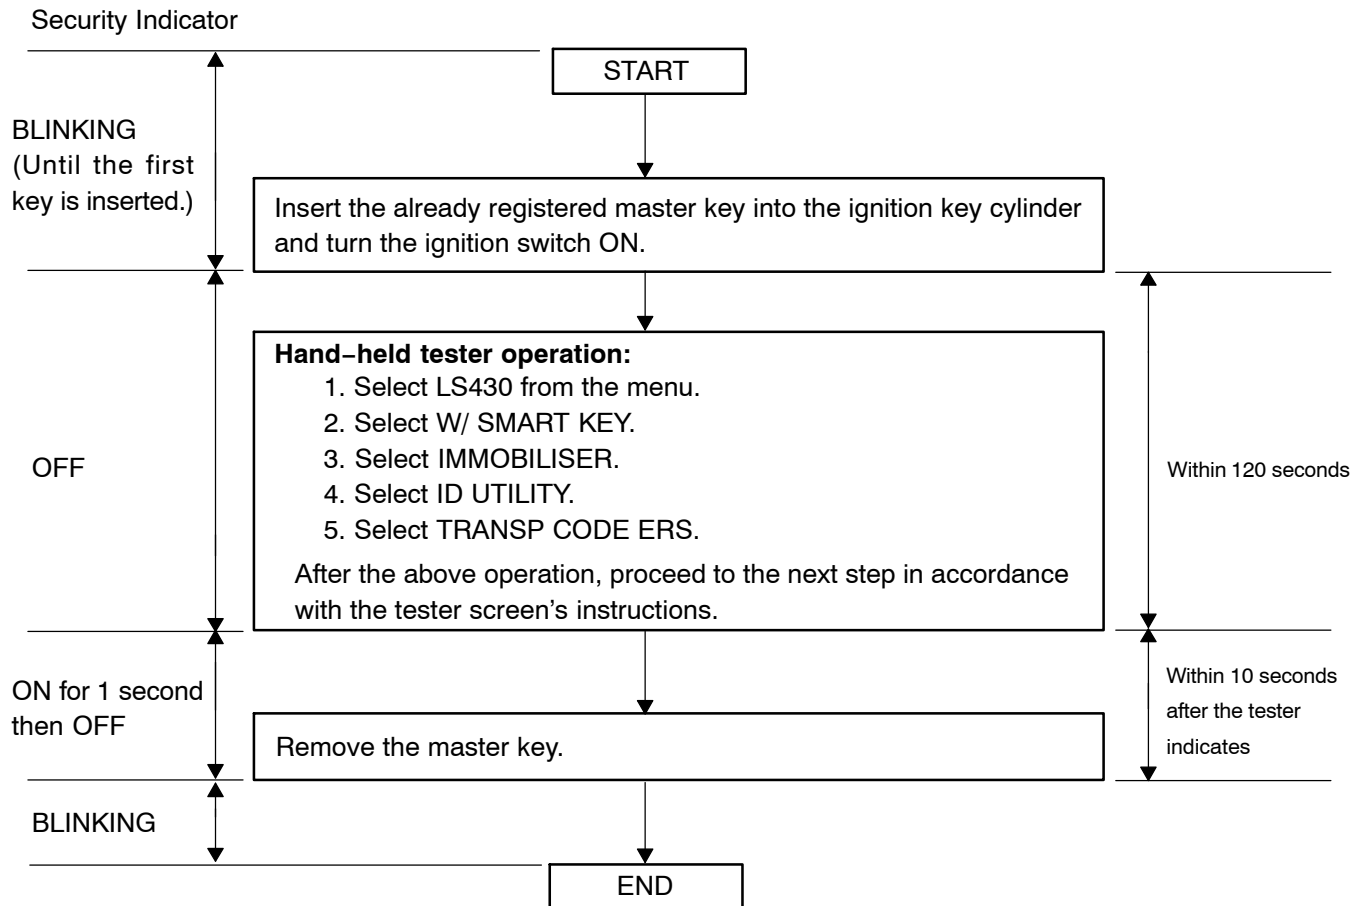 Security Indicator
START
BLINKING
(Until the first
key is inserted.)
Insert the already registered master key into the ignition key cylinder
and turn the ignition switch ON.
OFF
Hand−held tester operation:
1. Select LS430 from the menu.
2. Select W/ SMART KEY.
3. Select IMMOBILISER.
4. Select ID UTILITY.
5. Select TRANSP CODE ERS.
After the above operation, proceed to the next step in accordance
with the tester screen's instructions.
Within 120 seconds
ON for 1 second
then OFF
Remove the master key.
Within 10 seconds
after the tester
indicates
BLINKING
END